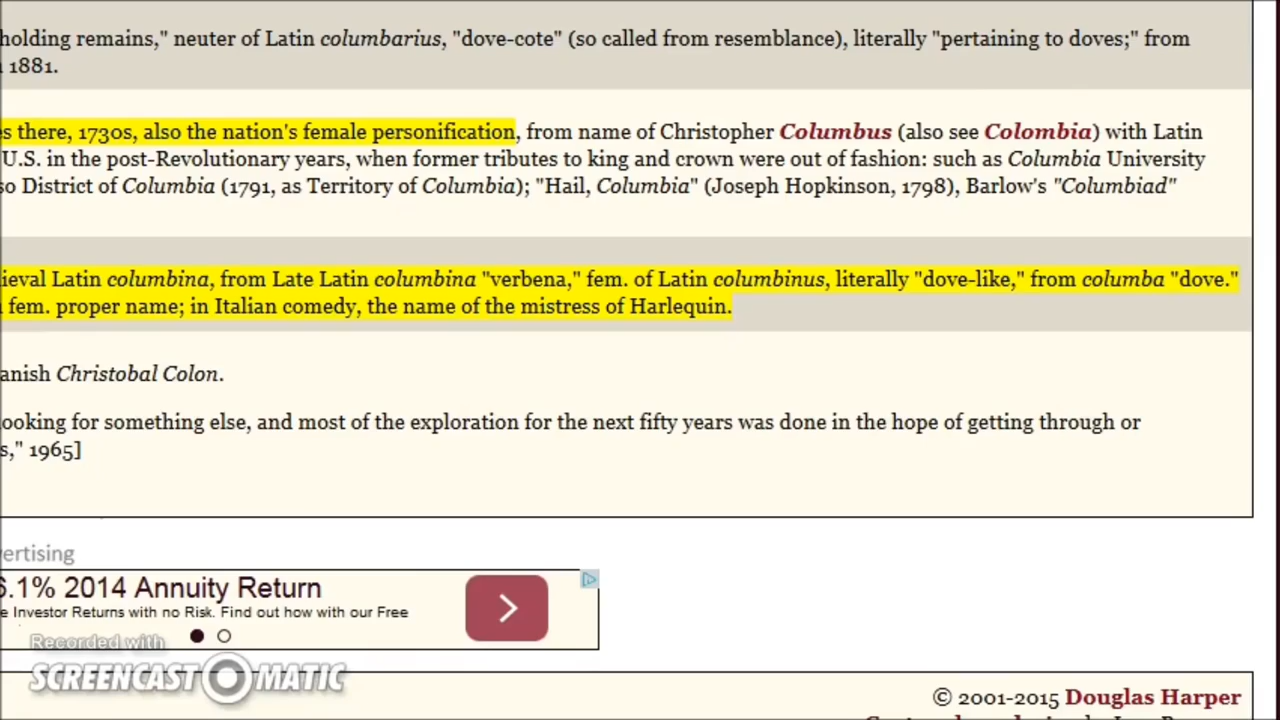 holding remains," neuter of Latin columbarius, "dove-cote" (so called from resemblance), literally "pertaining to doves;" from
1881.
es there, 1730s, also the nation's female personification, from name of Christopher Columbus (also see Colombia) with Latin
U.S. in the post-Revolutionary years, when former tributes to king and crown were out of fashion: such as Columbia University
so District of Columbia (1791, as Territory of Columbia); "Hail, Columbia" (Joseph Hopkinson, 1798), Barlow's "Columbiad"
ieval Latin columbina, from Late Latin columbina "verbena," fem. of Latin columbinus, literally "dove-like," from columba "dove."
fem. proper name; in Italian comedy, the name of the mistress of Harlequin.
anish Christobal Colon.
ooking for something else, and most of the exploration for the next fifty years was done in the hope of getting through or
s," 1965]
vertising
6.1% 2014 Annuity Return
e Investor Returns with no Risk. Find out how with our Free
Recorded with
SCREENCAST O MATIC
© 2001-2015 Douglas Harper